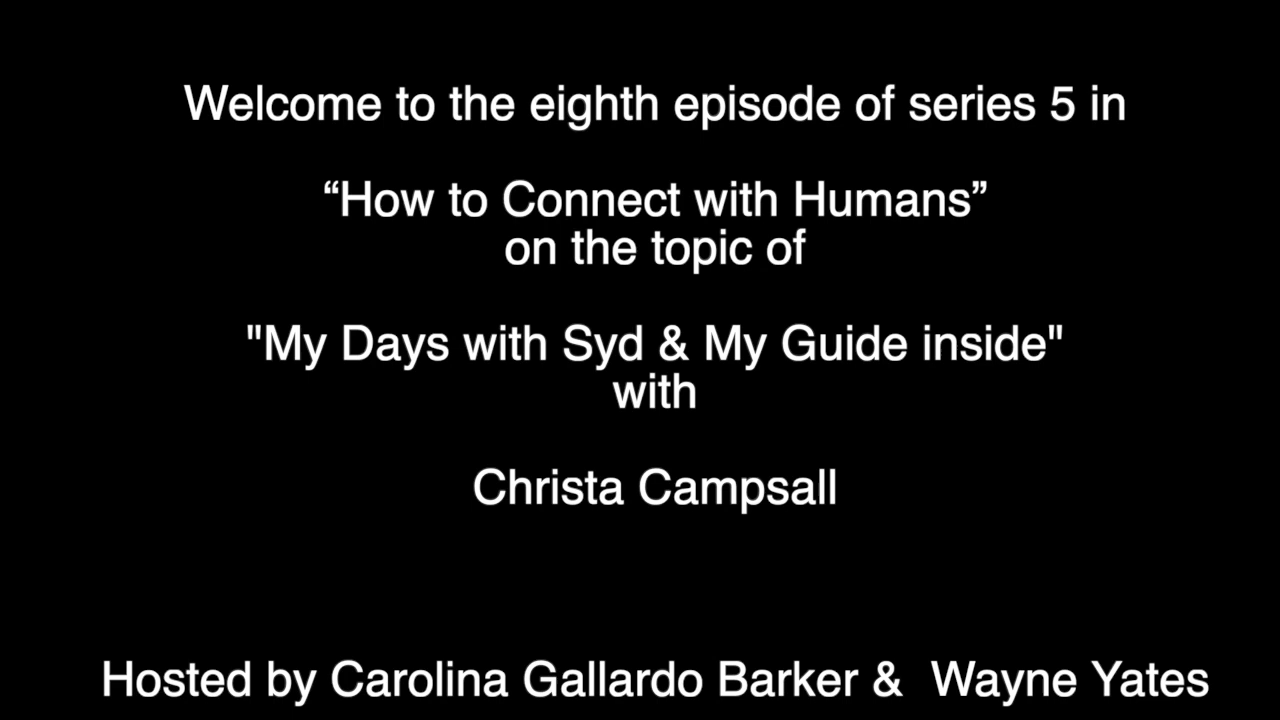 Welcome to the eighth episode of series 5 in
“How to Connect with Humans”
on the topic of
"My Days with Syd & My Guide inside"
with
Christa Campsall
Hosted by Carolina Gallardo Barker &  Wayne Yates